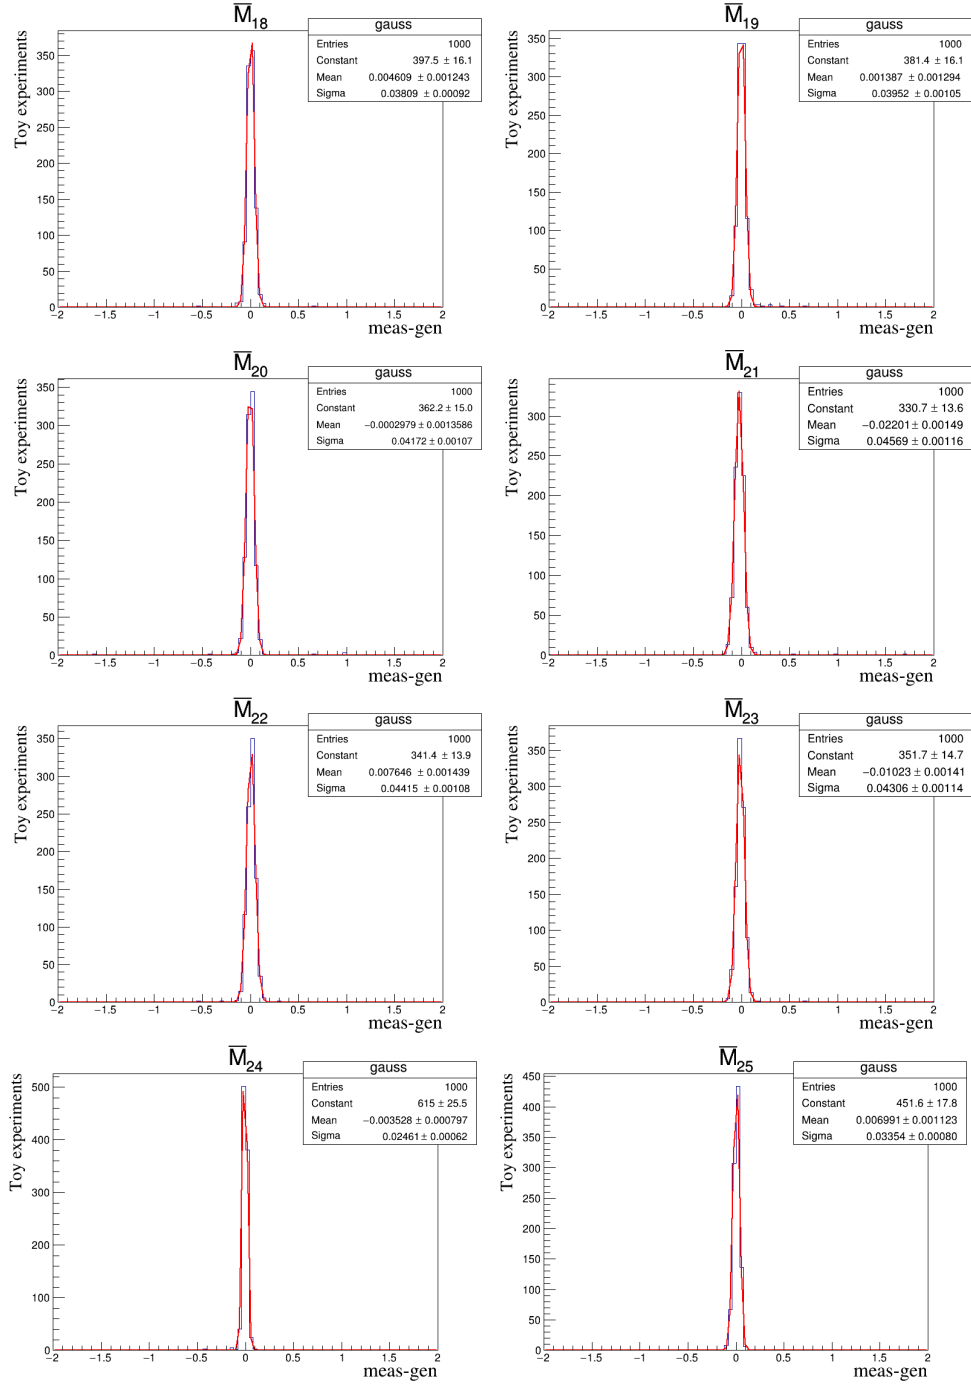 M̅18
gauss
Entries 1000
Constant 397.5 ± 16.1
Mean 0.004609 ± 0.001243
Sigma 0.03809 ± 0.00092
Toy experiments
350
300
250
200
150
100
50
0
−2 −1.5 −1 −0.5 0 0.5 1 1.5 2
meas-gen
M̅19
gauss
Entries 1000
Constant 381.4 ± 16.1
Mean 0.001387 ± 0.001294
Sigma 0.03952 ± 0.00105
Toy experiments
350
300
250
200
150
100
50
0
−2 −1.5 −1 −0.5 0 0.5 1 1.5 2
meas-gen
M̅20
gauss
Entries 1000
Constant 362.2 ± 15.0
Mean −0.0002979 ± 0.0013586
Sigma 0.04172 ± 0.00107
Toy experiments
350
300
250
200
150
100
50
0
−2 −1.5 −1 −0.5 0 0.5 1 1.5 2
meas-gen
M̅21
gauss
Entries 1000
Constant 330.7 ± 13.6
Mean −0.02201 ± 0.00149
Sigma 0.04569 ± 0.00116
Toy experiments
300
250
200
150
100
50
0
−2 −1.5 −1 −0.5 0 0.5 1 1.5 2
meas-gen
M̅22
gauss
Entries 1000
Constant 341.4 ± 13.9
Mean 0.007646 ± 0.001439
Sigma 0.04415 ± 0.00108
Toy experiments
350
300
250
200
150
100
50
0
−2 −1.5 −1 −0.5 0 0.5 1 1.5 2
meas-gen
M̅23
gauss
Entries 1000
Constant 351.7 ± 14.7
Mean −0.01023 ± 0.00141
Sigma 0.04306 ± 0.00114
Toy experiments
350
300
250
200
150
100
50
0
−2 −1.5 −1 −0.5 0 0.5 1 1.5 2
meas-gen
M̅24
gauss
Entries 1000
Constant 615 ± 25.5
Mean −0.003528 ± 0.000797
Sigma 0.02461 ± 0.00062
Toy experiments
500
400
300
200
100
0
−2 −1.5 −1 −0.5 0 0.5 1 1.5 2
meas-gen
M̅25
gauss
Entries 1000
Constant 451.6 ± 17.8
Mean 0.006991 ± 0.001123
Sigma 0.03354 ± 0.00080
Toy experiments
450
400
350
300
250
200
150
100
50
0
−2 −1.5 −1 −0.5 0 0.5 1 1.5 2
meas-gen